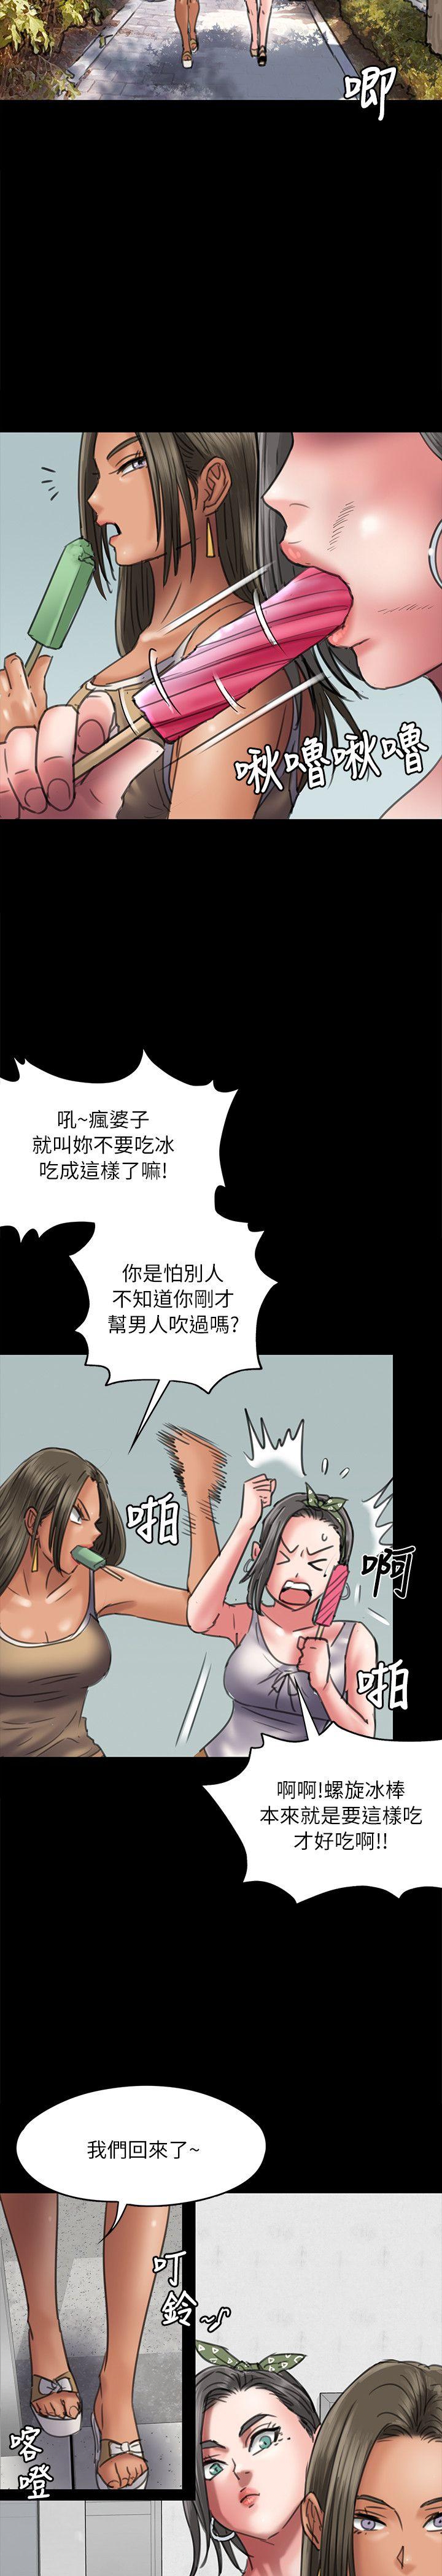 唧
啾嚕啾嚕
吼~瘋婆子
就叫妳不要吃冰
吃成這樣了嘛!
你是怕別人
不知道你剛才
幫男人吹過嗎?
啪
啊
啪
啊啊!螺旋冰棒
本來就是要這樣吃
才好吃啊!!
我們回來了~
叮
鈴~
喀
噔